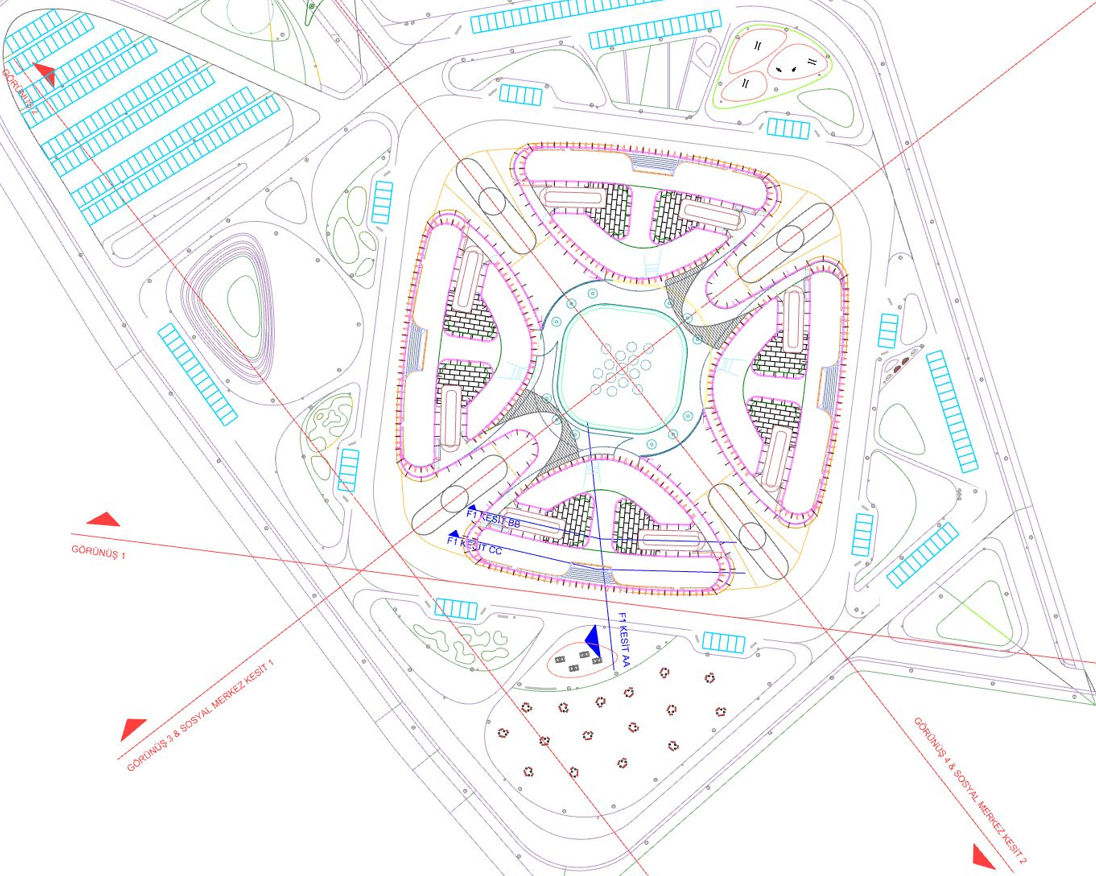 GÖRÜNÜŞ 2
F1 KESİT BB
F1 KESİT CC
GÖRÜNÜŞ 1
F1 KESİT AA
GÖRÜNÜŞ 3 & SOSYAL MERKEZ KESİT 1
GÖRÜNÜŞ 4 & SOSYAL MERKEZ KESİT 2